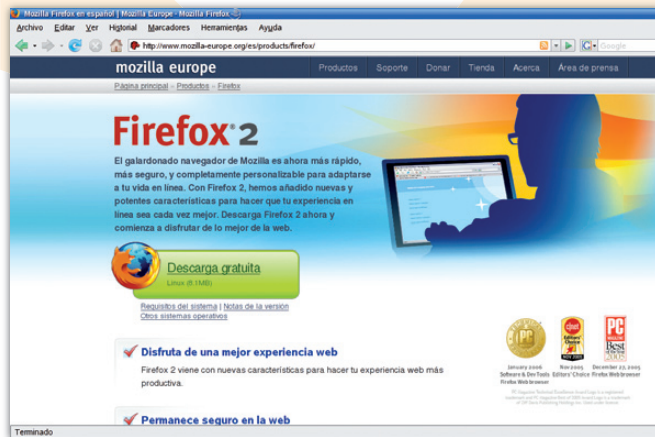 Mozilla Firefox en español | Mozilla Europe - Mozilla Firefox
Archivo Editar Ver Historial Marcadores Herramientas Ayuda
http://www.mozilla-europe.org/es/products/firefox/
Google
mozilla europe Productos Soporte Donar Tienda Acerca Área de prensa
Página principal » Productos » Firefox
Firefox® 2
El galardonado navegador de Mozilla es ahora más rápido,
más seguro, y completamente personalizable para adaptarse
a tu vida en línea. Con Firefox 2, hemos añadido nuevas y
potentes características para hacer que tu experiencia en
línea sea cada vez mejor. Descarga Firefox 2 ahora y
comienza a disfrutar de lo mejor de la web.
Descarga gratuita
Linux (9.1MB)
Requisitos del sistema | Notas de la versión
Otros sistemas operativos
Disfruta de una mejor experiencia web
Firefox 2 viene con nuevas características para hacer tu experiencia web más
productiva.
Permanece seguro en la web
PC
cnet
Editors'
Choice
PC
Best
of the Year
2005
January 2006 Nov 2005 December 27, 2005
Software & Dev Tools Editors' Choice Firefox Web browser
Firefox Web browser
Terminado